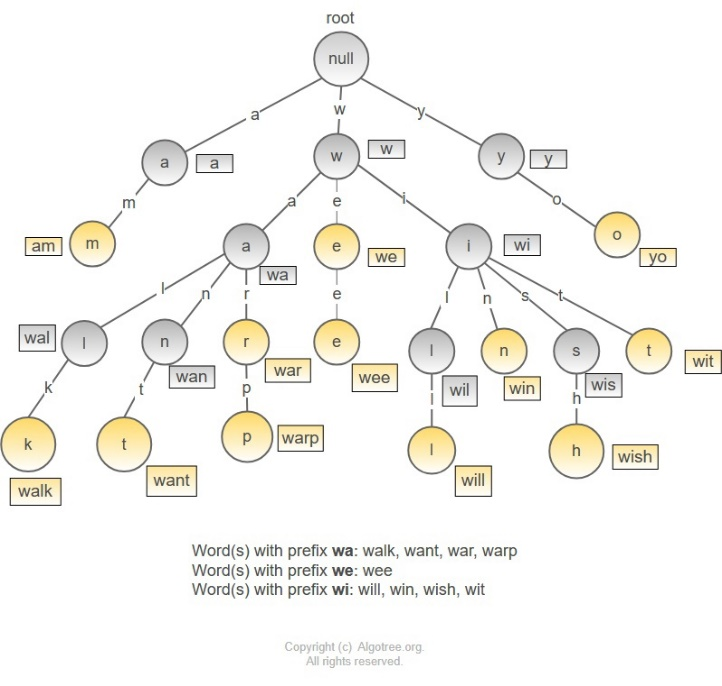 root
null
a
w
y
a
a
w
w
y
y
m
a
e
i
o
am
m
a
wa
e
we
i
wi
o
yo
l
n
r
e
l
n
s
t
wal
l
n
wan
r
war
e
wee
l
wil
n
win
s
wis
t
wit
k
t
p
l
h
k
walk
t
want
p
warp
l
will
h
wish
Word(s) with prefix wa: walk, want, war, warp
Word(s) with prefix we: wee
Word(s) with prefix wi: will, win, wish, wit
Copyright (c) Algotree.org.
All rights reserved.